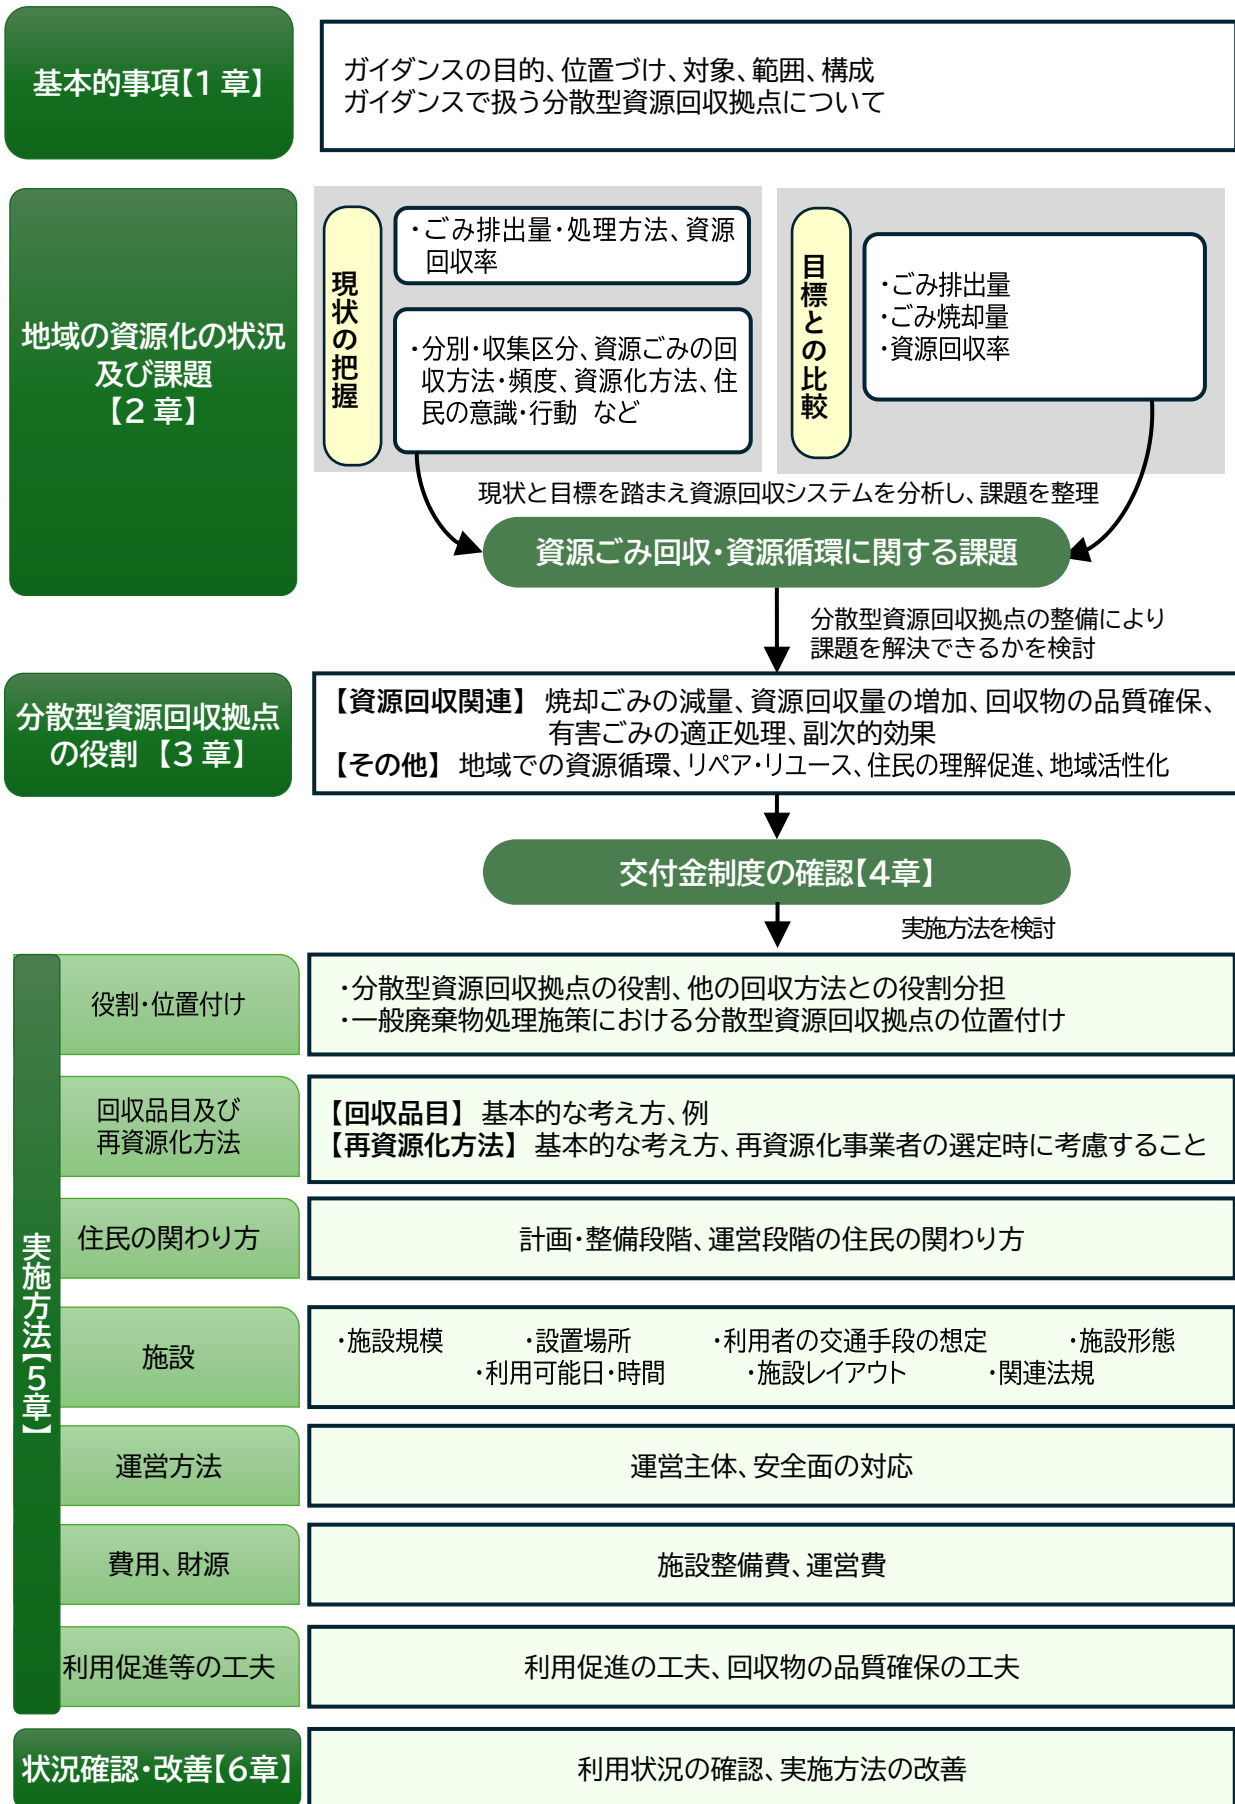 基本的事項【1 章】
ガイダンスの目的、位置づけ、対象、範囲、構成
ガイダンスで扱う分散型資源回収拠点について
地域の資源化の状況
及び課題
【2 章】
現状の把握
・ごみ排出量・処理方法、資源
回収率
・分別・収集区分、資源ごみの回
収方法・頻度、資源化方法、住
民の意識・行動 など
目標との比較
・ごみ排出量
・ごみ焼却量
・資源回収率
現状と目標を踏まえ資源回収システムを分析し、課題を整理
資源ごみ回収・資源循環に関する課題
分散型資源回収拠点の整備により
課題を解決できるかを検討
分散型資源回収拠点
の役割 【3 章】
【資源回収関連】 焼却ごみの減量、資源回収量の増加、回収物の品質確保、
有害ごみの適正処理、副次的効果
【その他】 地域での資源循環、リペア・リユース、住民の理解促進、地域活性化
交付金制度の確認【4章】
実施方法を検討
実施方法【5章】
役割・位置付け
・分散型資源回収拠点の役割、他の回収方法との役割分担
・一般廃棄物処理施策における分散型資源回収拠点の位置付け
回収品目及び
再資源化方法
【回収品目】 基本的な考え方、例
【再資源化方法】 基本的な考え方、再資源化事業者の選定時に考慮すること
住民の関わり方
計画・整備段階、運営段階の住民の関わり方
施設
・施設規模 ・設置場所 ・利用者の交通手段の想定 ・施設形態
・利用可能日・時間 ・施設レイアウト ・関連法規
運営方法
運営主体、安全面の対応
費用、財源
施設整備費、運営費
利用促進等の工夫
利用促進の工夫、回収物の品質確保の工夫
状況確認・改善【6章】
利用状況の確認、実施方法の改善